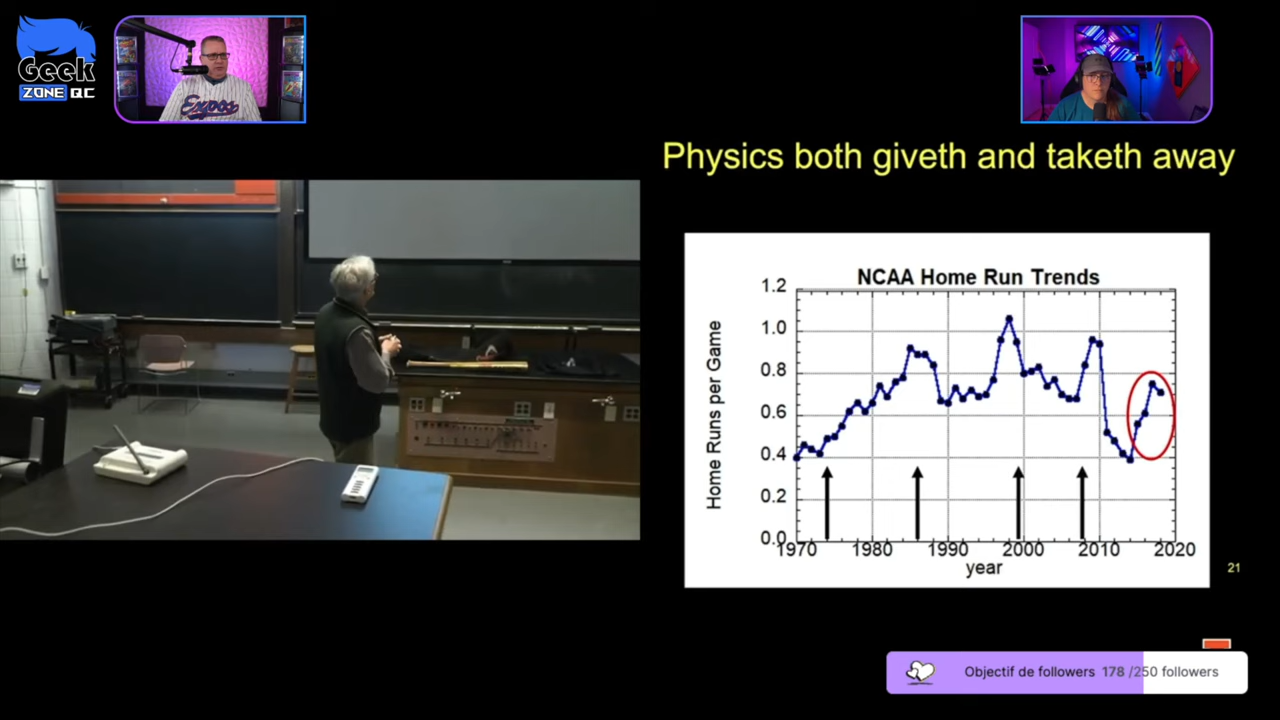 Geek
ZONE QC
Expos
Physics both giveth and taketh away
NCAA Home Run Trends
Home Runs per Game
1.2
1.0
0.8
0.6
0.4
0.2
0.0
1970 1980 1990 2000 2010 2020
year
21
Objectif de followers 178 /250 followers